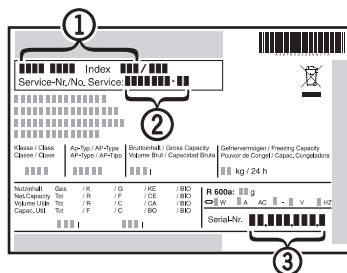 1
Index /
Service-Nr./No. Service: -
2
Klasse / Class
Classe / Clase
Ap-Typ / AP-Type
AP-Type / AP-Tipo
Bruttoinhalt / Gross Capacity
Volume Brut / Capacidad Bruta
Gefriervermögen / Freezing Capacity
Pouvoir de Congel / Capac. Congeladora
kg / 24 h
Nutzinhalt Ges / K / G / KE / BIO
Net.Capacity Tot / R / F / CE / BIO
Volume Utile Tot / R / C / CA / BIO
Capac. Util Tot / F / C / BO / BIO
R 600a: g
W A AC - V HZ
Serial-Nr.
3